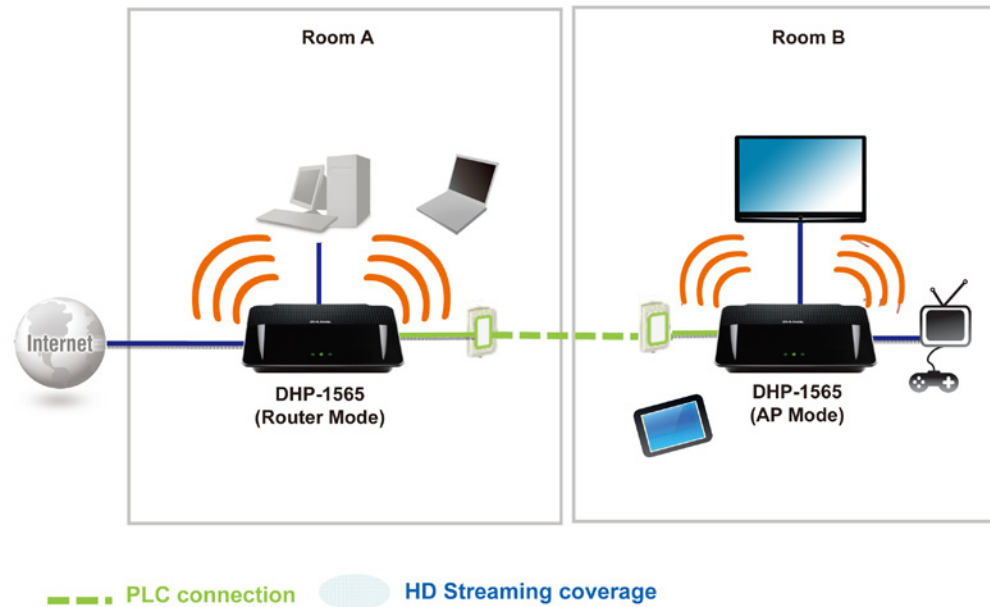 Room A
Room B
Internet
DHP-1565
(Router Mode)
DHP-1565
(AP Mode)
PLC connection
HD Streaming coverage